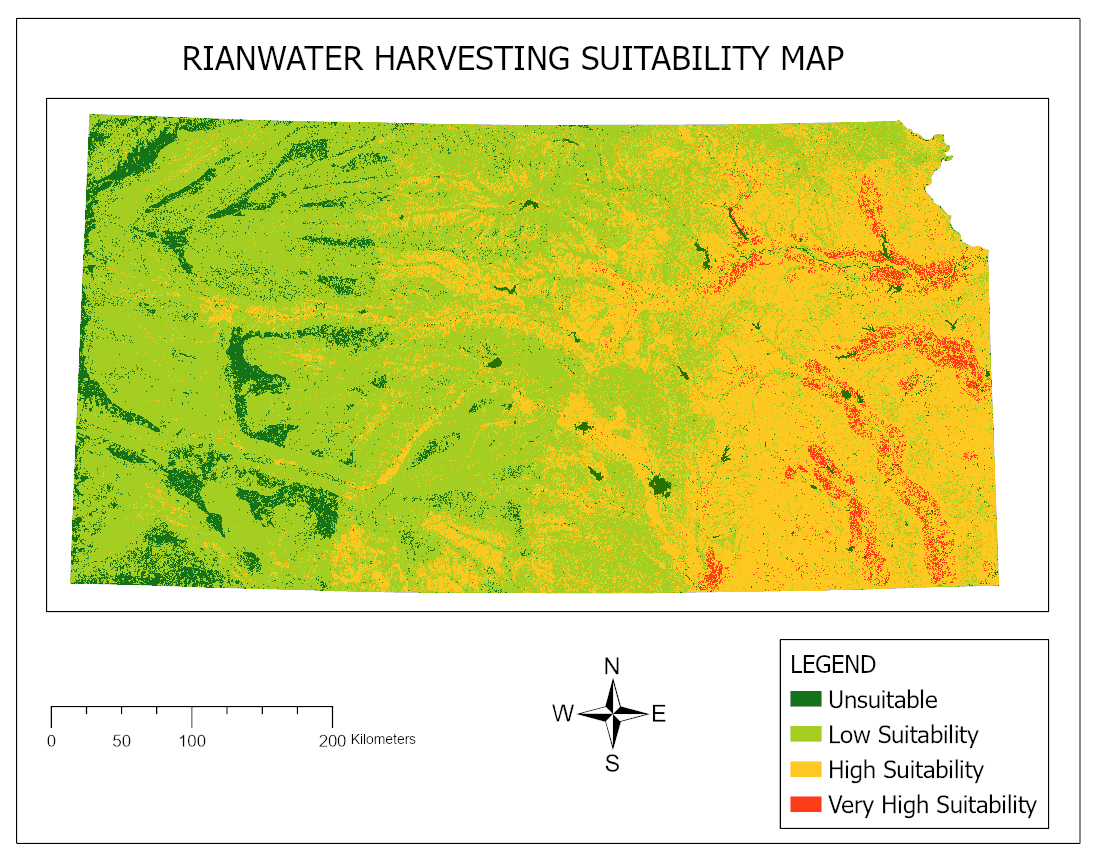 RIANWATER HARVESTING SUITABILITY MAP
N
W E
S
0 50 100 200 Kilometers
LEGEND
Unsuitable
Low Suitability
High Suitability
Very High Suitability